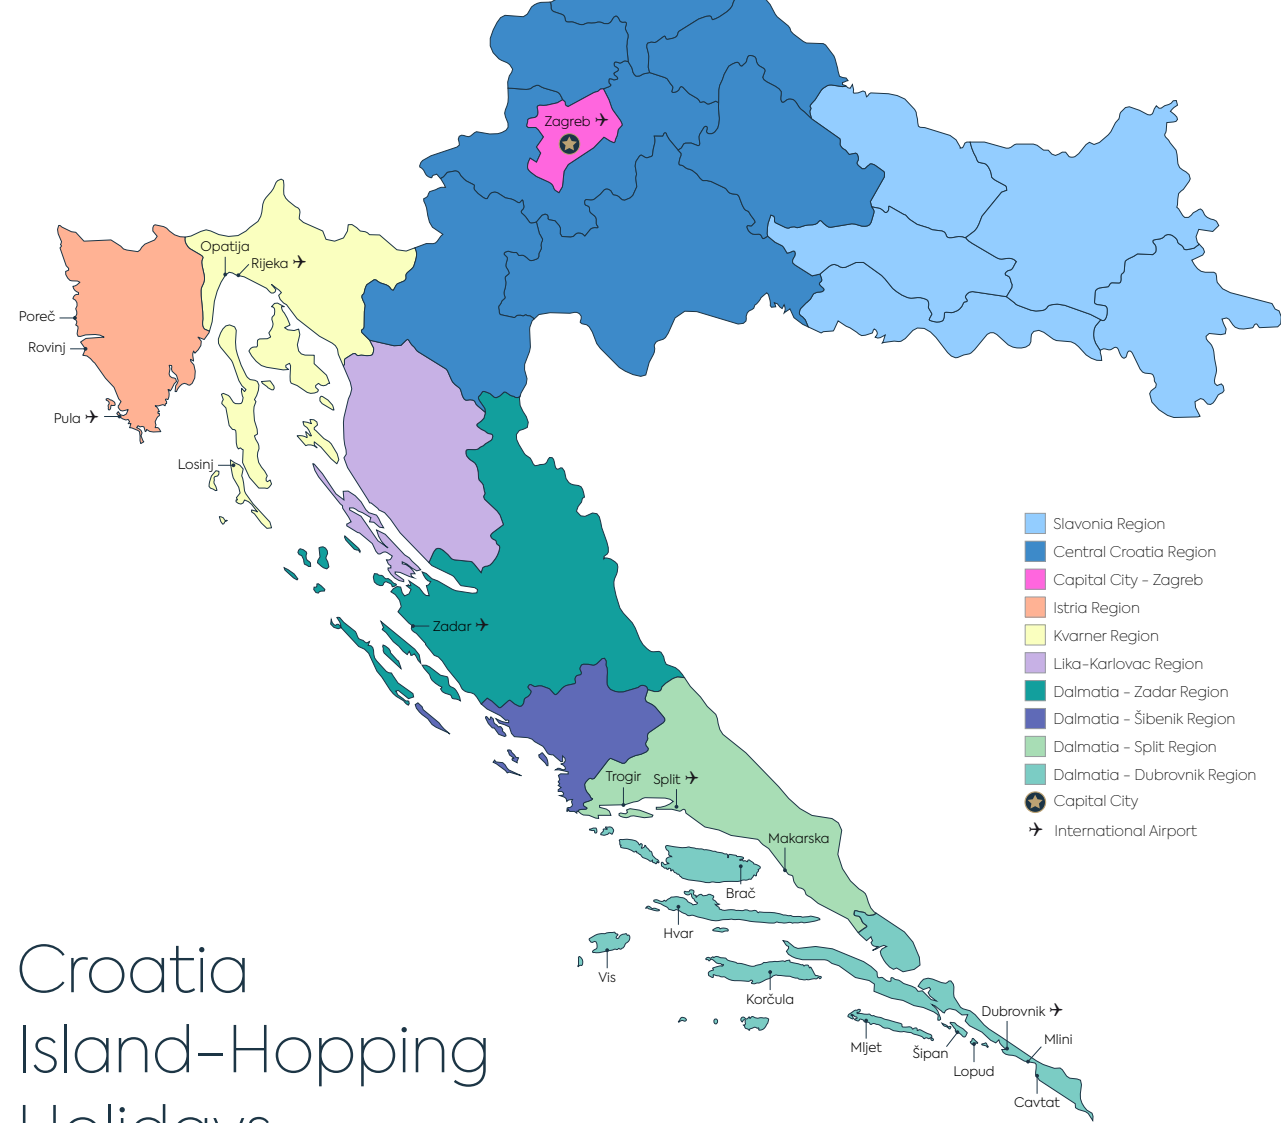 Zagreb
Opatija
Rijeka
Poreč
Rovinj
Pula
Losinj
Slavonia Region
Central Croatia Region
Capital City - Zagreb
Istria Region
Kvarner Region
Lika-Karlovac Region
Dalmatia - Zadar Region
Dalmatia - Šibenik Region
Dalmatia - Split Region
Dalmatia - Dubrovnik Region
Capital City
International Airport
Zadar
Trogir
Split
Makarska
Brač
Hvar
Vis
Korčula
Dubrovnik
Mlini
Mljet
Šipan
Lopud
Cavtat
Croatia
Island-Hopping
Holidays